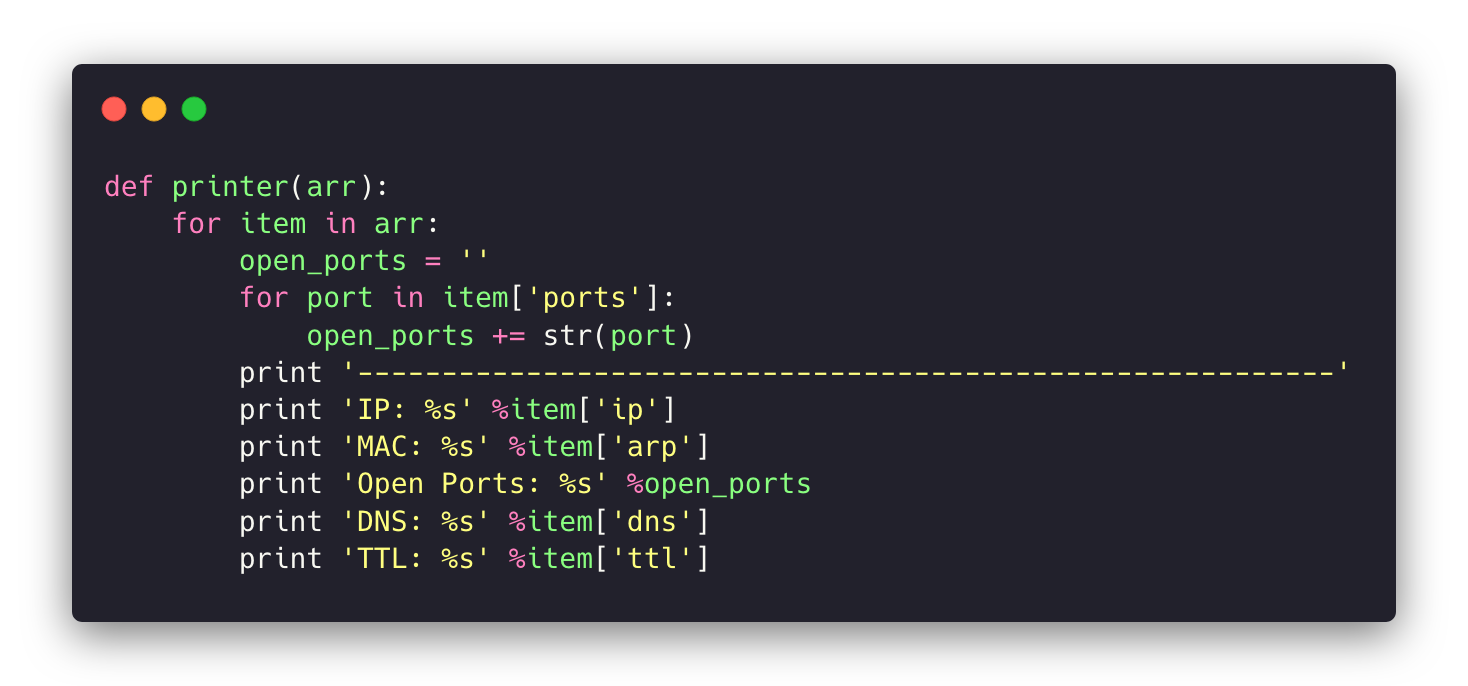 def printer(arr):
    for item in arr:
        open_ports = ''
        for port in item['ports']:
            open_ports += str(port)
        print '----------------------------------------------------------'
        print 'IP: %s' %item['ip']
        print 'MAC: %s' %item['arp']
        print 'Open Ports: %s' %open_ports
        print 'DNS: %s' %item['dns']
        print 'TTL: %s' %item['ttl']